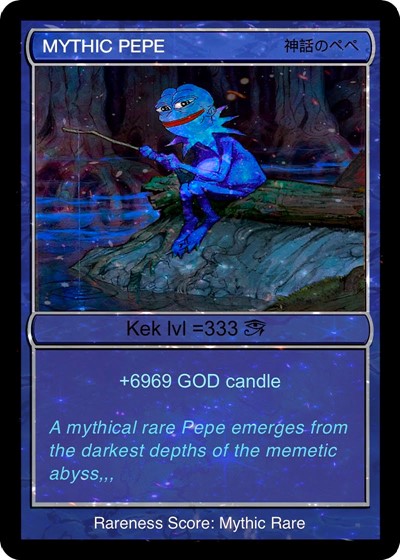 MYTHIC PEPE 神話のペペ
Kek lvl =333 𓂀
+6969 GOD candle
A mythical rare Pepe emerges from
the darkest depths of the memetic
abyss,,,
Rareness Score: Mythic Rare